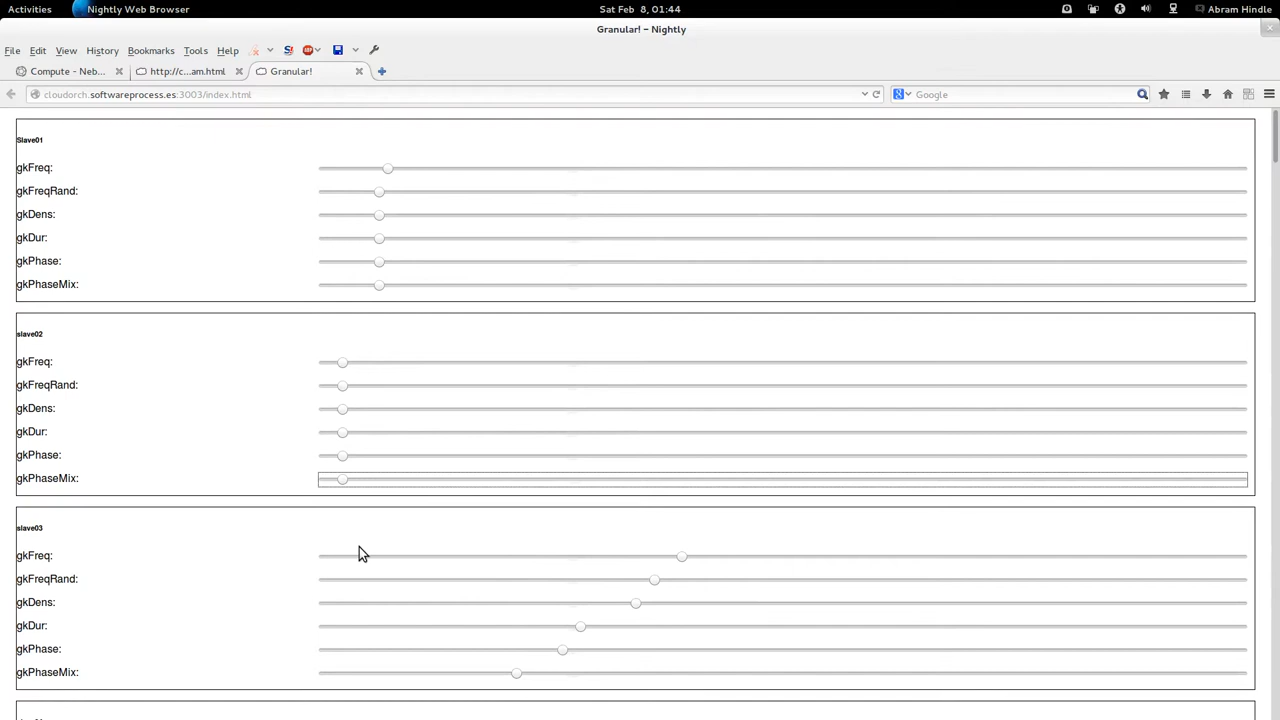 Activities Nightly Web Browser Sat Feb 8, 01:44 Abram Hindle
Granular! – Nightly
File Edit View History Bookmarks Tools Help
Compute - Neb... http://c...am.html Granular!
cloudorch.softwareprocess.es:3003/index.html Google
Slave01
gkFreq:
gkFreqRand:
gkDens:
gkDur:
gkPhase:
gkPhaseMix:
slave02
gkFreq:
gkFreqRand:
gkDens:
gkDur:
gkPhase:
gkPhaseMix:
slave03
gkFreq:
gkFreqRand:
gkDens:
gkDur:
gkPhase:
gkPhaseMix: